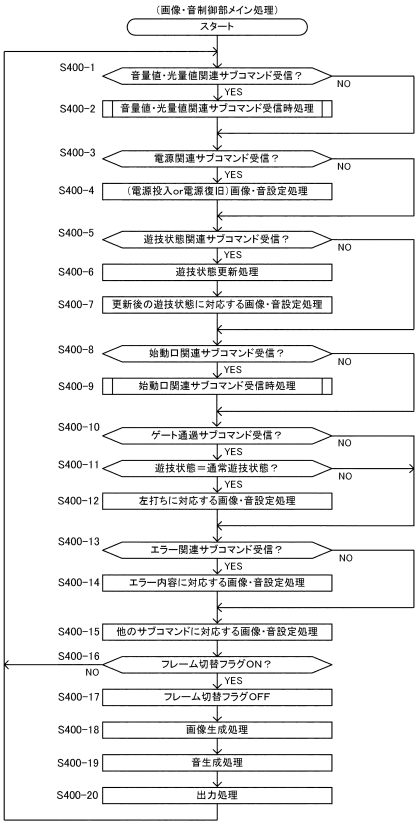 (画像・音制御部メイン処理)
スタート
S400-1
音量値・光量値関連サブコマンド受信?
NO
YES
S400-2
音量値・光量値関連サブコマンド受信時処理
S400-3
電源関連サブコマンド受信?
NO
YES
S400-4
(電源投入or電源復旧)画像・音設定処理
S400-5
遊技状態関連サブコマンド受信?
NO
YES
S400-6
遊技状態更新処理
S400-7
更新後の遊技状態に対応する画像・音設定処理
S400-8
始動口関連サブコマンド受信?
NO
YES
S400-9
始動口関連サブコマンド受信時処理
S400-10
ゲート通過サブコマンド受信?
NO
YES
S400-11
遊技状態=通常遊技状態?
NO
YES
S400-12
左打ちに対応する画像・音設定処理
S400-13
エラー関連サブコマンド受信?
NO
YES
S400-14
エラー内容に対応する画像・音設定処理
S400-15
他のサブコマンドに対応する画像・音設定処理
S400-16
フレーム切替フラグON?
NO
YES
S400-17
フレーム切替フラグOFF
S400-18
画像生成処理
S400-19
音生成処理
S400-20
出力処理